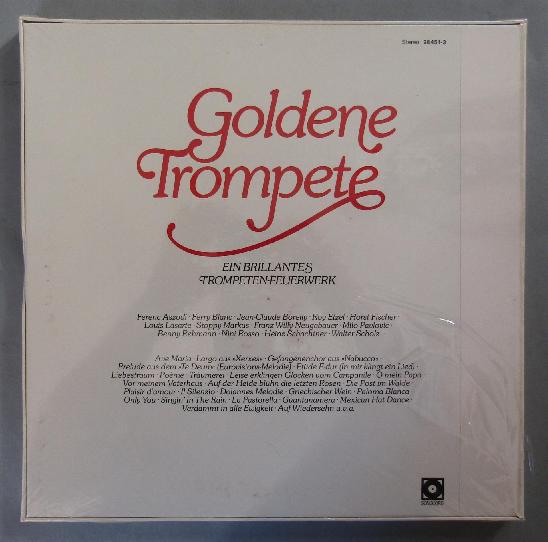 Stereo 28451-2
Goldene
Trompete
EIN BRILLANTES
TROMPETEN-FEUERWERK
Ferenc Aszodi · Ferry Blanc · Jean-Claude Borelly · Roy Etzel · Horst Fischer ·
Louis Lasarte · Stoppy Markus · Franz Willy Neugebauer · Milo Pavlovic ·
Benny Rehmann · Nini Rosso · Heinz Schachtner · Walter Scholz
Ave Maria · Largo aus »Xerxes« · Gefangenenchor aus »Nabucco« ·
Prelude aus dem »Te Deum« (Eurovisions-Melodie) · Etüde E-dur (In mir klingt ein Lied) ·
Liebestraum · Poème · Träumerei · Leise erklingen Glocken vom Campanile · O mein Papa ·
Vor meinem Vaterhaus · Auf der Heide blühn die letzten Rosen · Die Post im Walde ·
Plaisir d'amour · Il Silenzio · Dolannes Melodie · Griechischer Wein · Paloma Blanca ·
Only You · Singin' in The Rain · La Pastorella · Guantanamera · Mexican Hat Dance ·
Verdammt in alle Ewigkeit · Auf Wiedersehn u.v.a.
SONOCORD